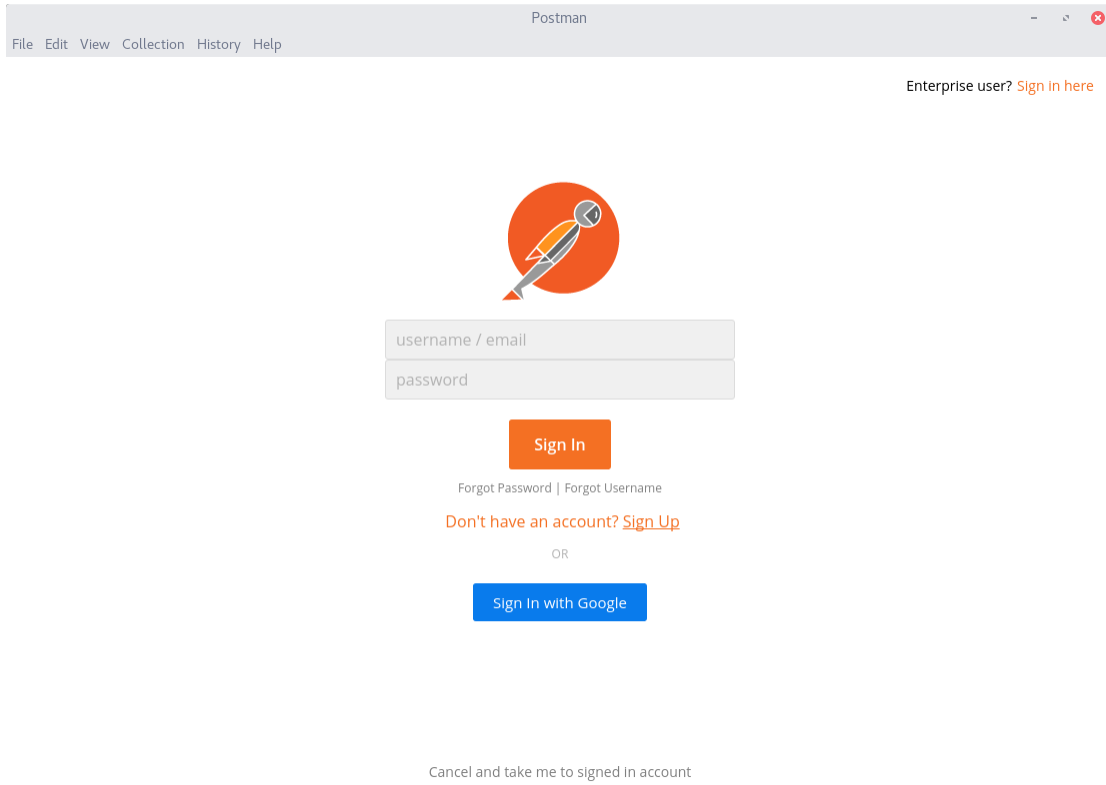 Postman
File Edit View Collection History Help
Enterprise user? Sign in here
username / email
password
Sign In
Forgot Password | Forgot Username
Don't have an account? Sign Up
OR
Sign In with Google
Cancel and take me to signed in account